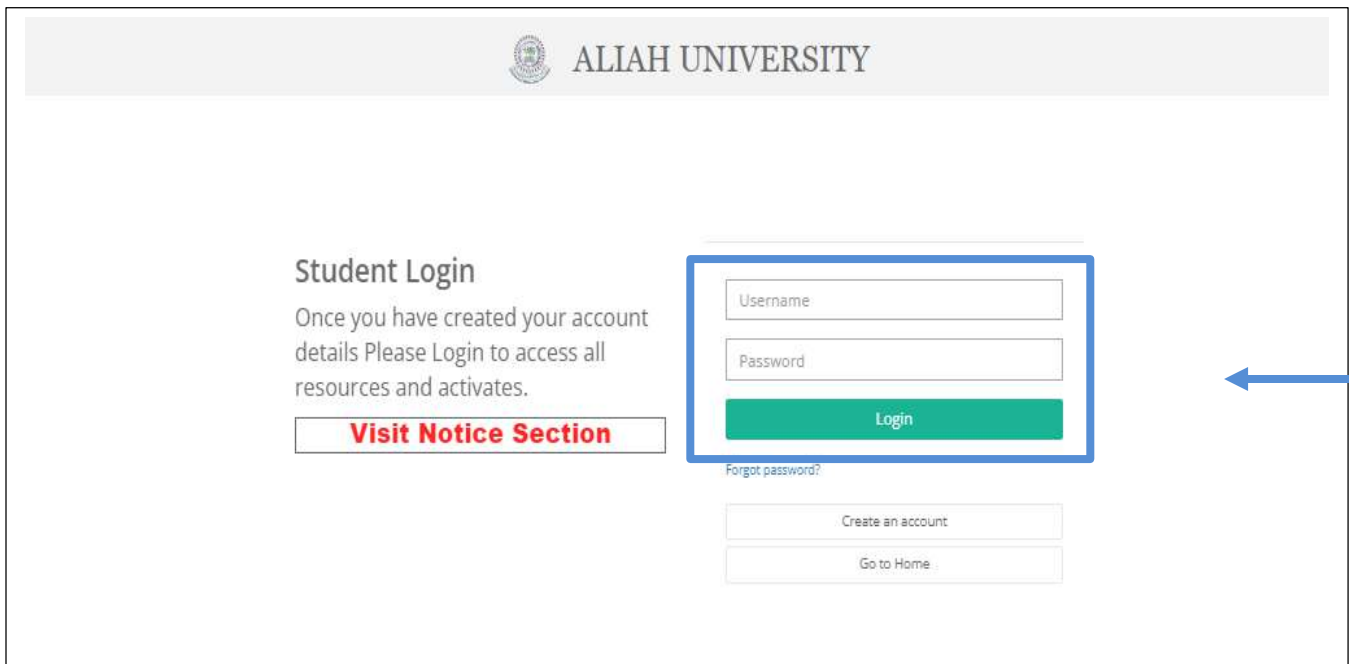 ALIAH UNIVERSITY
Student Login
Once you have created your account
details Please Login to access all
resources and activates.
Visit Notice Section
Username
Password
Login
Forgot password?
Create an account
Go to Home